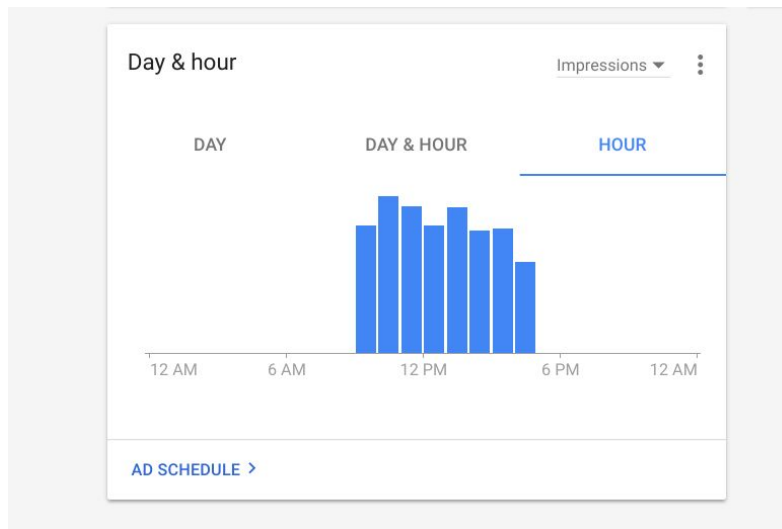 Day & hour
Impressions
DAY DAY & HOUR HOUR
12 AM 6 AM 12 PM 6 PM 12 AM
AD SCHEDULE